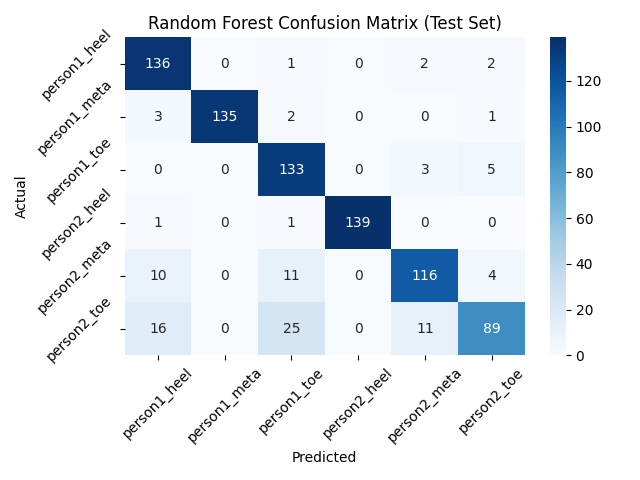 Random Forest Confusion Matrix (Test Set)
person1_heel 136 0 1 0 2 2
person1_meta 3 135 2 0 0 1
person1_toe 0 0 133 0 3 5
person2_heel 1 0 1 139 0 0
person2_meta 10 0 11 0 116 4
person2_toe 16 0 25 0 11 89
Actual
person1_heel person1_meta person1_toe person2_heel person2_meta person2_toe
Predicted
120
100
80
60
40
20
0